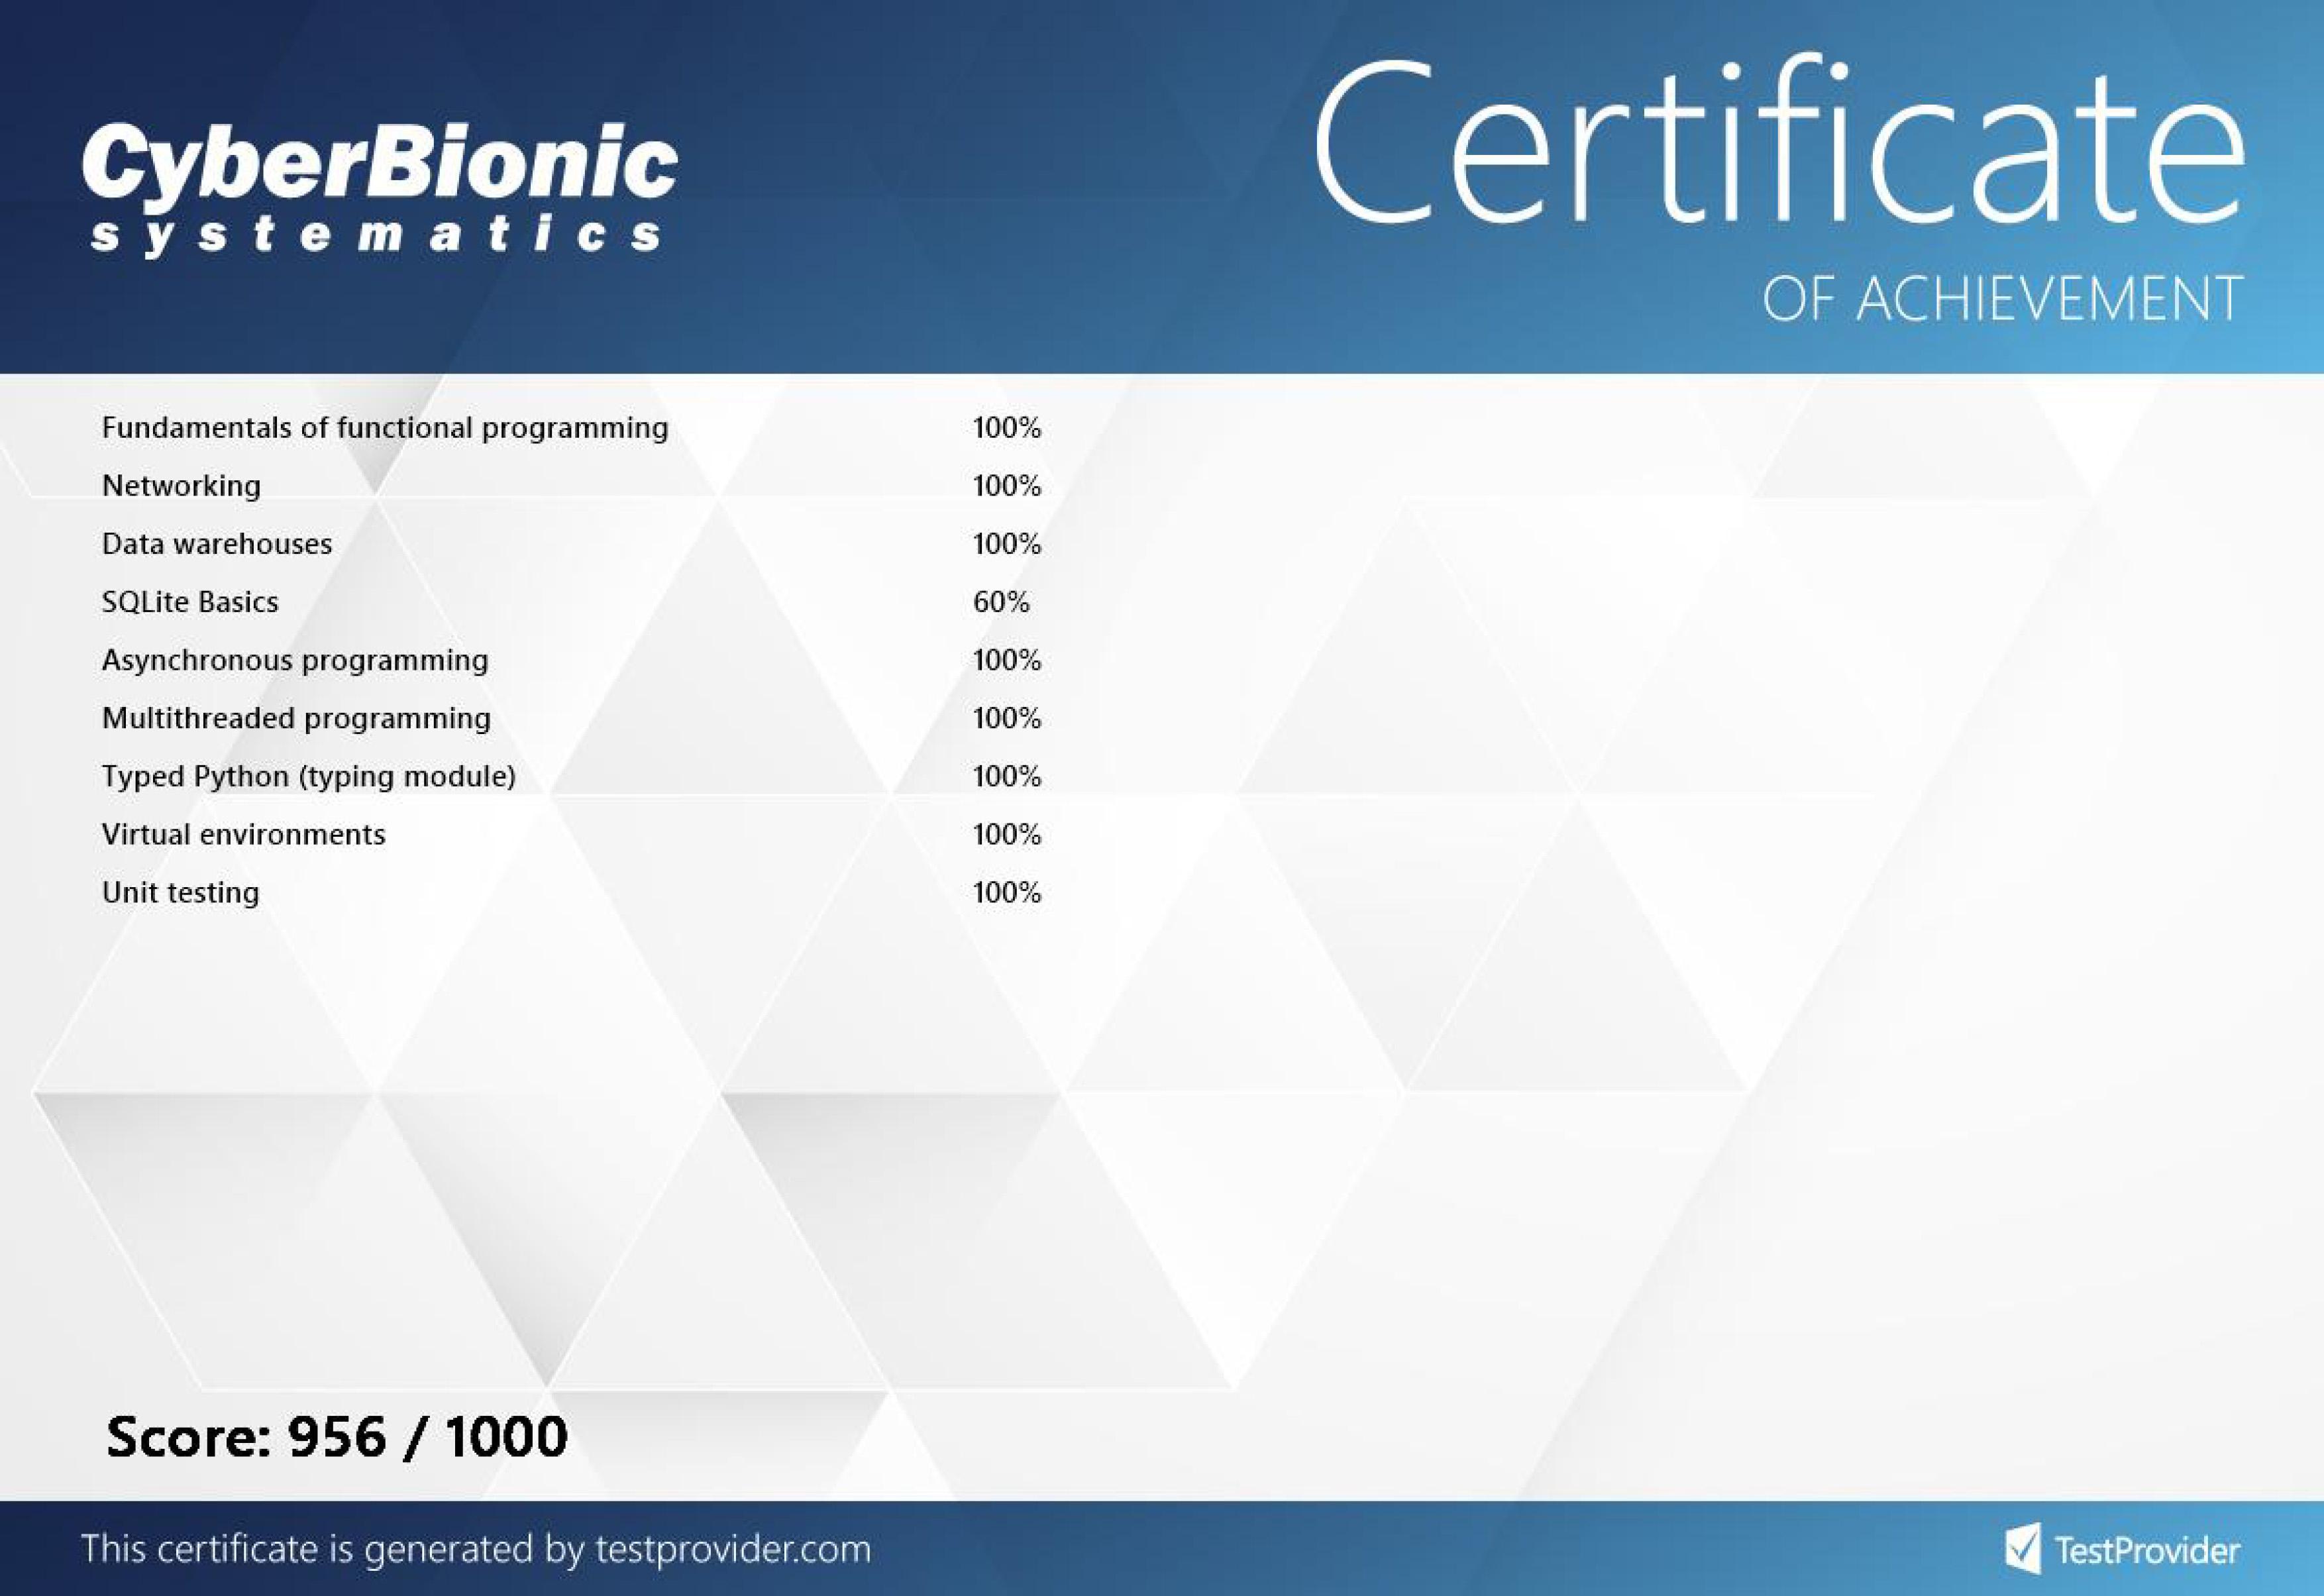 CyberBionic
systematics
Certificate
OF ACHIEVEMENT
Fundamentals of functional programming 100%
Networking 100%
Data warehouses 100%
SQLite Basics 60%
Asynchronous programming 100%
Multithreaded programming 100%
Typed Python (typing module) 100%
Virtual environments 100%
Unit testing 100%
Score: 956 / 1000
This certificate is generated by testprovider.com
TestProvider